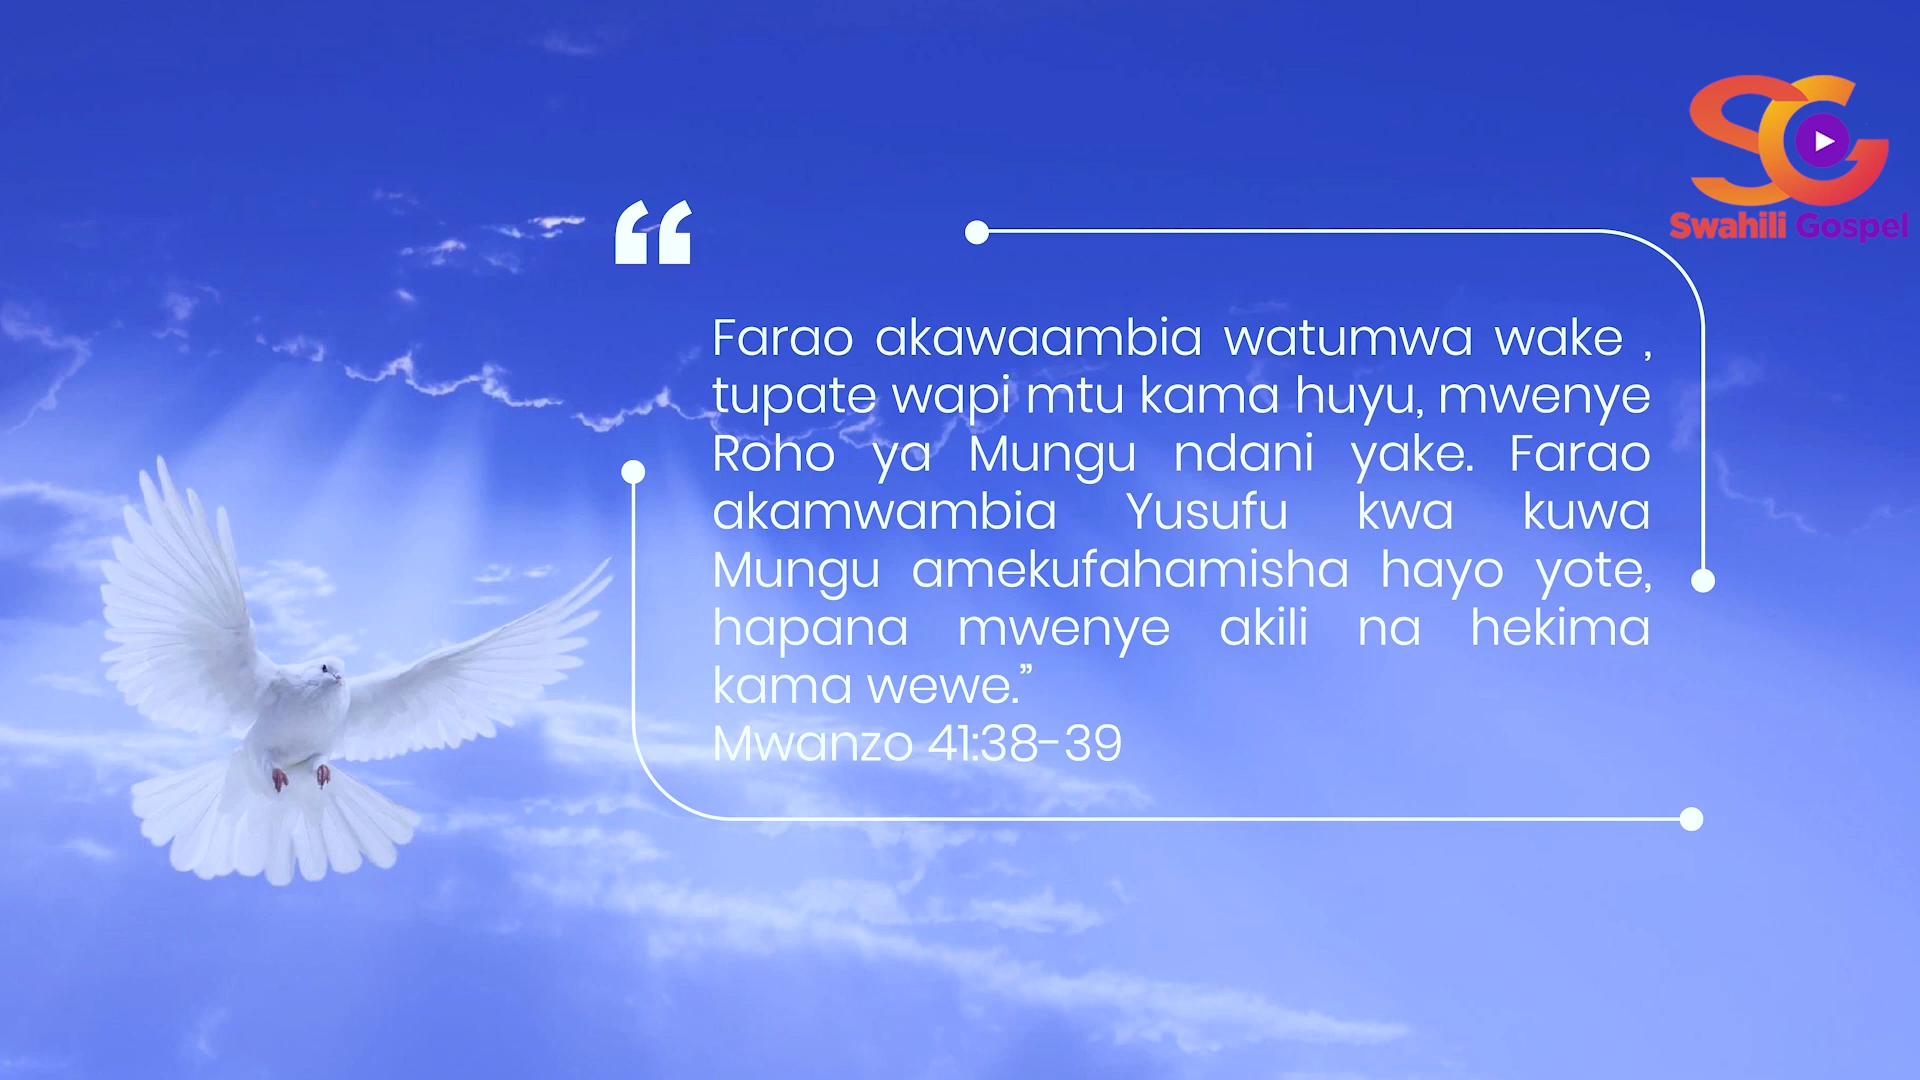 SG
Swahili Gospel
“
Farao akawaambia watumwa wake ,
tupate wapi mtu kama huyu, mwenye
Roho ya Mungu ndani yake. Farao
akamwambia Yusufu kwa kuwa
Mungu amekufahamisha hayo yote,
hapana mwenye akili na hekima
kama wewe.”
Mwanzo 41:38-39